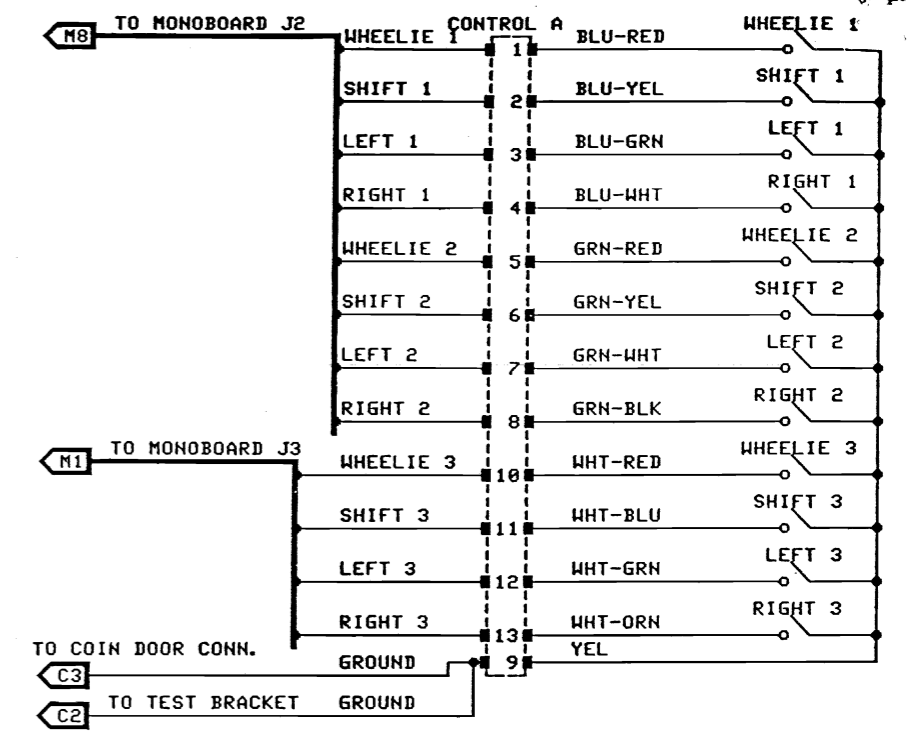 M8 TO MONOBOARD J2 CONTROL A
WHEELIE 1 1 BLU-RED WHEELIE 1
SHIFT 1 2 BLU-YEL SHIFT 1
LEFT 1 3 BLU-GRN LEFT 1
RIGHT 1 4 BLU-WHT RIGHT 1
WHEELIE 2 5 GRN-RED WHEELIE 2
SHIFT 2 6 GRN-YEL SHIFT 2
LEFT 2 7 GRN-WHT LEFT 2
RIGHT 2 8 GRN-BLK RIGHT 2
M1 TO MONOBOARD J3
WHEELIE 3 10 WHT-RED WHEELIE 3
SHIFT 3 11 WHT-BLU SHIFT 3
LEFT 3 12 WHT-GRN LEFT 3
RIGHT 3 13 WHT-ORN RIGHT 3
TO COIN DOOR CONN.
C3 GROUND 9 YEL
C2 TO TEST BRACKET GROUND